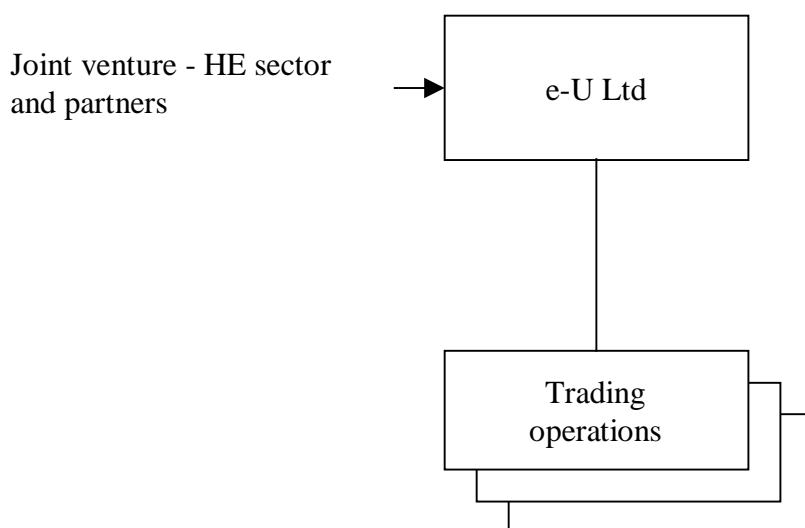 Joint venture - HE sector
and partners
e-U Ltd
Trading
operations